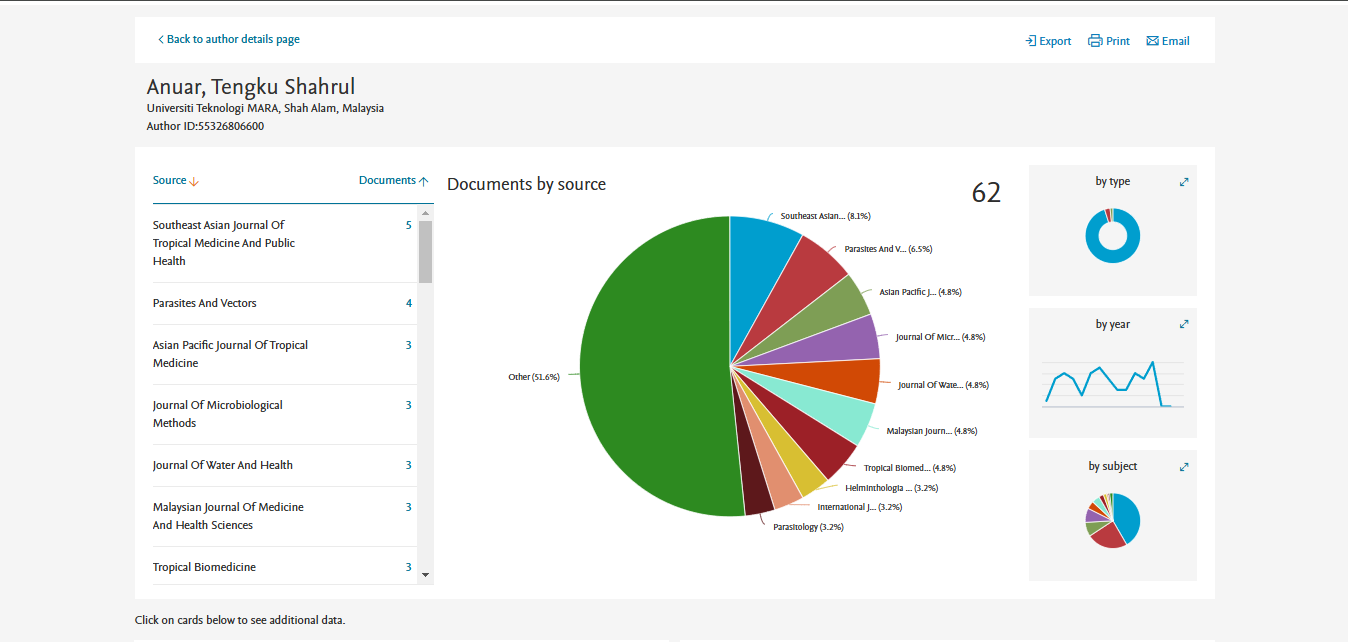 Back to author details page
Export
Print
Email
Anuar, Tengku Shahrul
Universiti Teknologi MARA, Shah Alam, Malaysia
Author ID:55326806600
Source
Documents
Southeast Asian Journal Of
Tropical Medicine And Public
Health
5
Parasites And Vectors
4
Asian Pacific Journal Of Tropical
Medicine
3
Journal Of Microbiological
Methods
3
Journal Of Water And Health
3
Malaysian Journal Of Medicine
And Health Sciences
3
Tropical Biomedicine
3
Documents by source
62
Southeast Asian... (8.1%)
Parasites And V... (6.5%)
Asian Pacific J... (4.8%)
Journal Of Micr... (4.8%)
Journal Of Wate... (4.8%)
Malaysian Journ... (4.8%)
Tropical Biomed... (4.8%)
Helminthologia ... (3.2%)
International J... (3.2%)
Parasitology (3.2%)
Other (51.6%)
by type
by year
by subject
Click on cards below to see additional data.